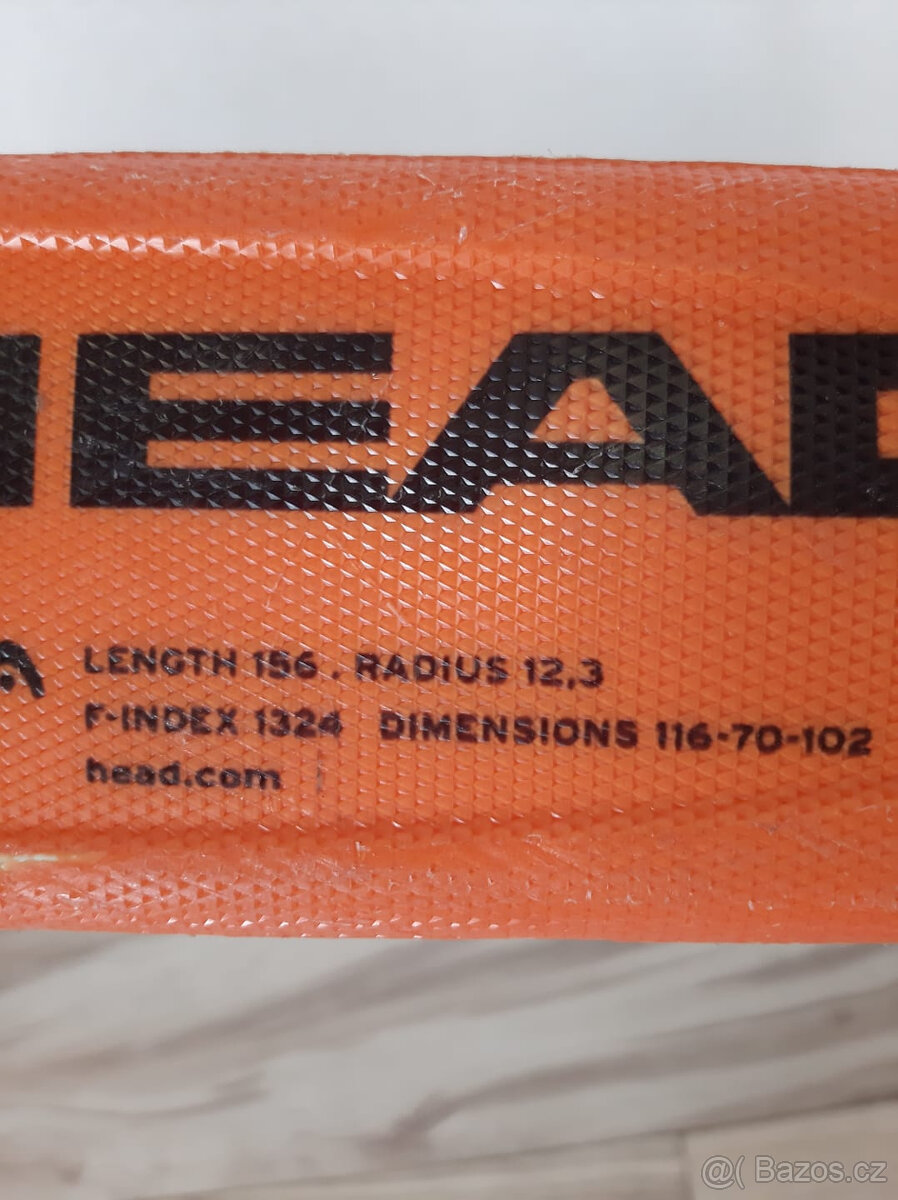 HEAD
LENGTH 156 . RADIUS 12,3
F-INDEX 1324 DIMENSIONS 116-70-102
head.com
@( Bazos.cz